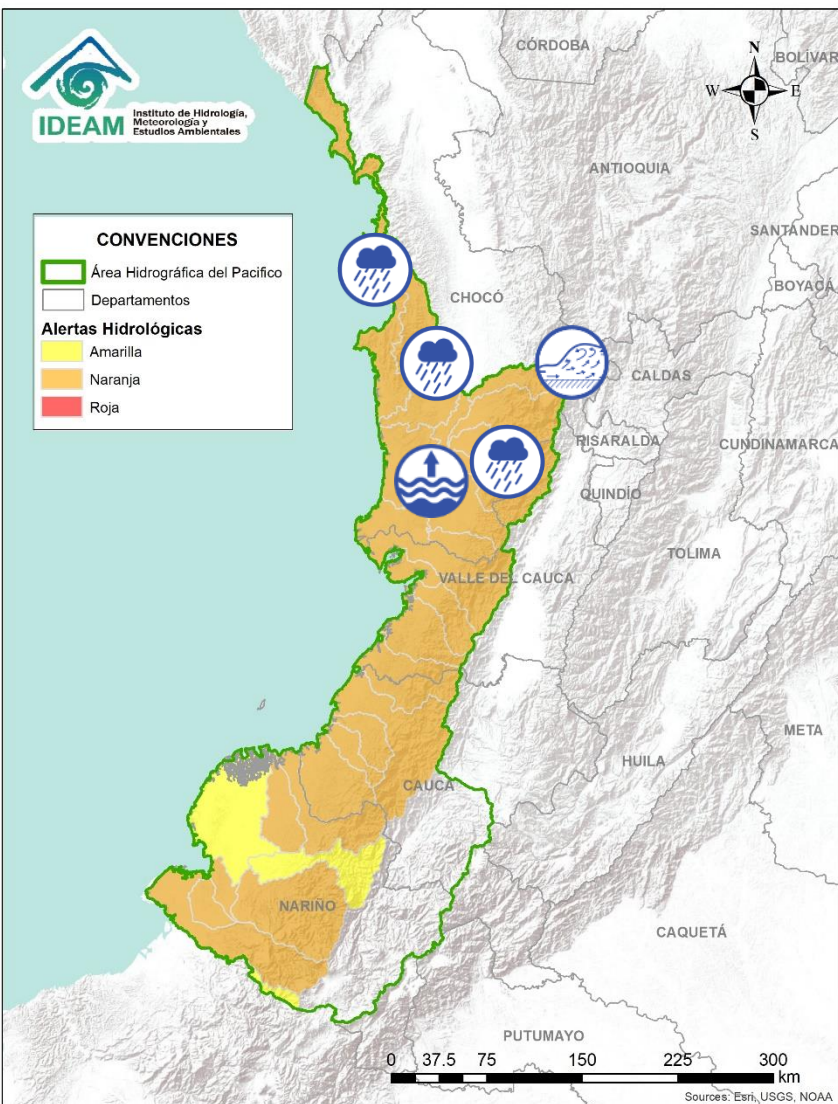 IDEAM
Instituto de Hidrología,
Meteorología y
Estudios Ambientales
CÓRDOBA
BOLÍVAR
N
W
E
S
ANTIOQUIA
SANTANDER
BOYACÁ
CONVENCIONES
Área Hidrográfica del Pacifico
Departamentos
Alertas Hidrológicas
Amarilla
Naranja
Roja
CHOCÓ
CALDAS
RISARALDA
CUNDINAMARCA
QUINDÍO
TOLIMA
VALLE DEL CAUCA
META
HUILA
CAUCA
NARIÑO
CAQUETÁ
PUTUMAYO
0 37.5 75 150 225 300
km
Sources: Esri, USGS, NOAA